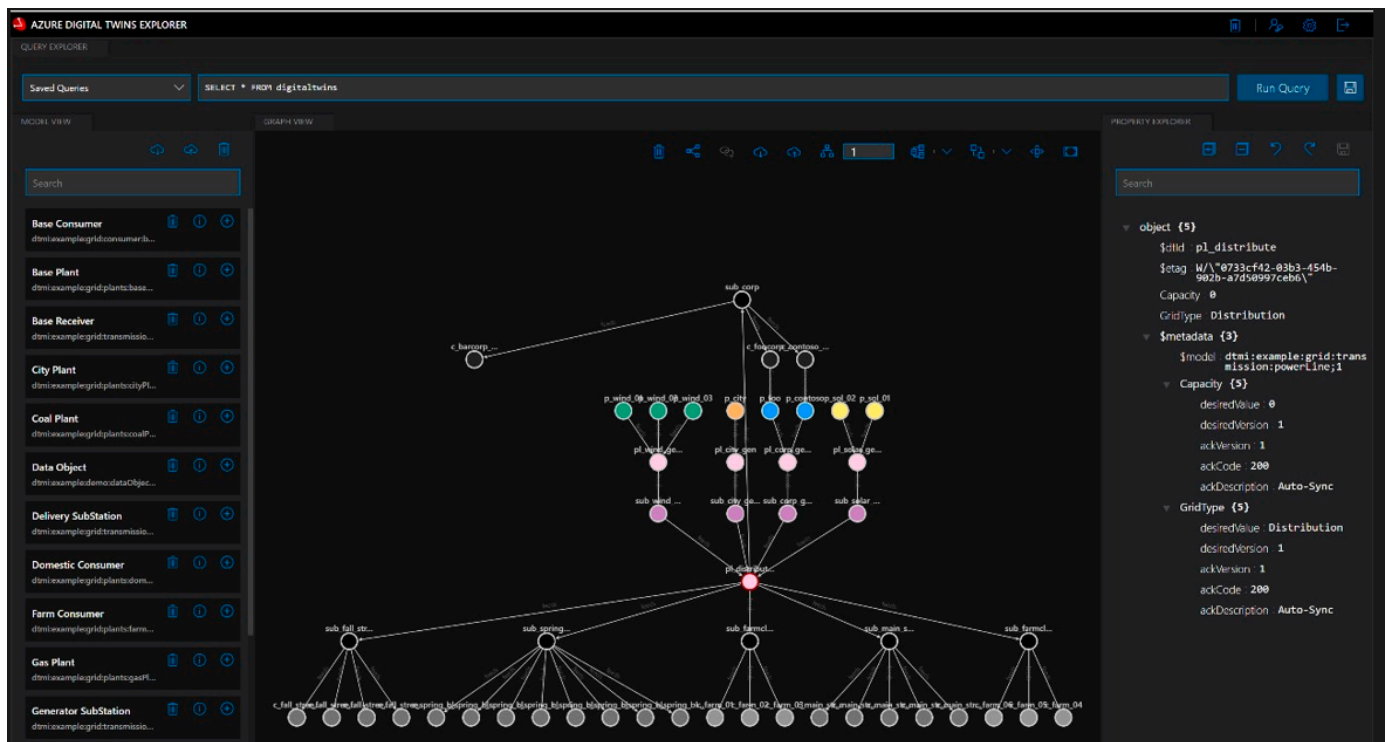 AZURE DIGITAL TWINS EXPLORER
QUERY EXPLORER
Saved Queries
SELECT * FROM digitaltwins
Run Query
MODEL VIEW
GRAPH VIEW
PROPERTY EXPLORER
1
Search
Search
Base Consumer
dtmi:example:grid:consumer:b...
Base Plant
dtmi:example:grid:plants:base...
Base Receiver
dtmi:example:grid:transmissio...
City Plant
dtmi:example:grid:plants:cityPl...
Coal Plant
dtmi:example:grid:plants:coalP...
Data Object
dtmi:example:demo:dataObjec...
Delivery SubStation
dtmi:example:grid:transmissio...
Domestic Consumer
dtmi:example:grid:plants:dom...
Farm Consumer
dtmi:example:grid:plants:farm...
Gas Plant
dtmi:example:grid:plants:gasPl...
Generator SubStation
dtmi:example:grid:transmissio...
sub_corp
c_barcorp_...
p_wind_03
p_city
p_foo
p_sol_02
p_sol_01
pl_wind_ge...
pl_city_gen
pl_corp_ge...
pl_solar_ge...
sub_wind_...
sub_city_ge...
sub_corp_g...
sub_solar_...
pl_distribut...
sub_fall_str...
sub_spring...
sub_farmcl...
sub_main_s...
sub_farmcl...
object {5}
$dtId : pl_distribute
$etag : W/\"0733cf42-03b3-454b-
902b-a7d50997ceb6\"
Capacity : 0
GridType : Distribution
$metadata {3}
$model : dtmi:example:grid:trans
mission:powerLine;1
Capacity {5}
desiredValue : 0
desiredVersion : 1
ackVersion : 1
ackCode : 200
ackDescription : Auto-Sync
GridType {5}
desiredValue : Distribution
desiredVersion : 1
ackVersion : 1
ackCode : 200
ackDescription : Auto-Sync